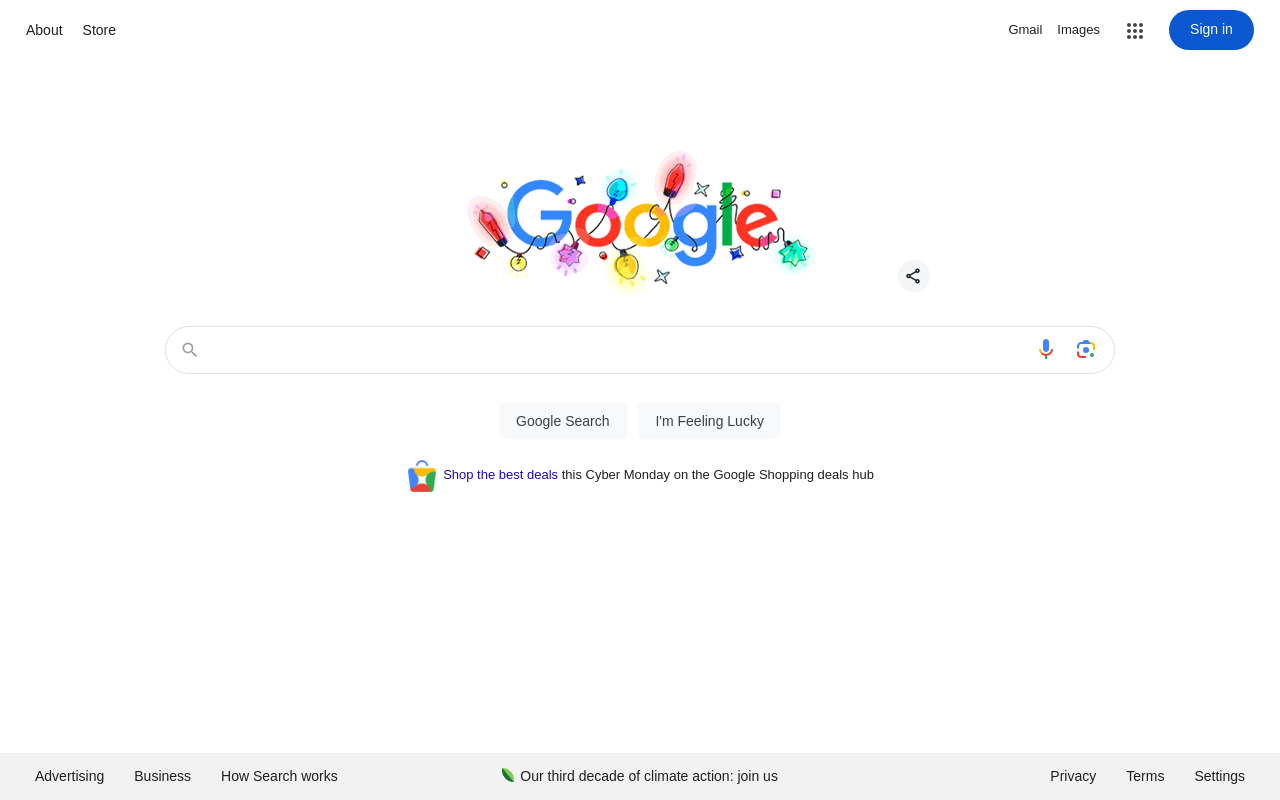 About Store
Gmail Images Sign in
Google
Google Search I'm Feeling Lucky
Shop the best deals this Cyber Monday on the Google Shopping deals hub
Advertising Business How Search works Our third decade of climate action: join us Privacy Terms Settings